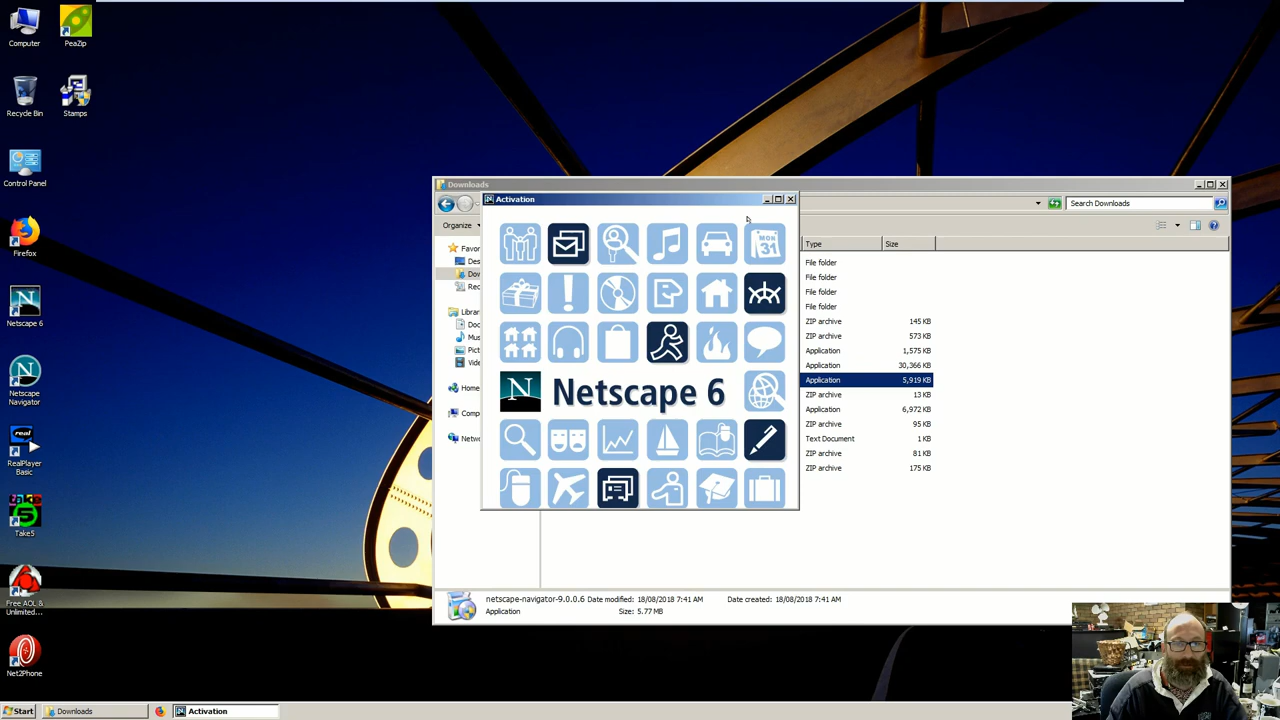 Computer
PeaZip
Recycle Bin
Stamps
Control Panel
Firefox
Netscape 6
Netscape
Navigator
real
RealPlayer
Basic
Take5
Free AOL &
Unlimited...
Net2Phone
Downloads
Search Downloads
Organize
Type
Size
Favor
Des
Dow
Rec
Librar
Doc
Mus
Pict
Vide
Home
Comp
Netwo
File folder
File folder
File folder
File folder
ZIP archive 145 KB
ZIP archive 573 KB
Application 1,575 KB
Application 30,366 KB
Application 5,919 KB
ZIP archive 13 KB
Application 6,972 KB
ZIP archive 95 KB
Text Document 1 KB
ZIP archive 81 KB
ZIP archive 175 KB
Activation
MON
31
N Netscape 6
netscape-navigator-9.0.0.6 Date modified: 18/08/2018 7:41 AM Date created: 18/08/2018 7:41 AM
Application Size: 5.77 MB
Start Downloads Activation